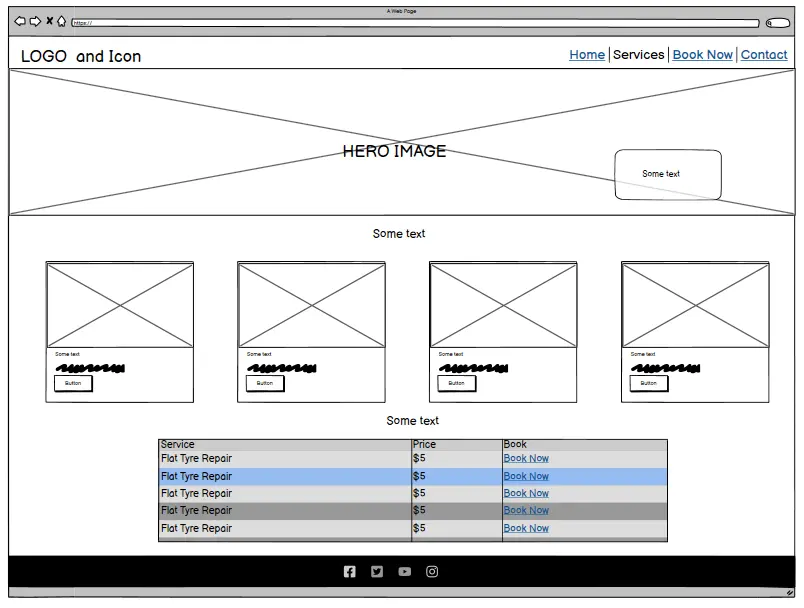 A Web Page
https://
LOGO and Icon
Home Services Book Now Contact
HERO IMAGE
Some text
Some text
Some text Some text Some text Some text
Button Button Button Button
Some text
Service Price Book
Flat Tyre Repair $5 Book Now
Flat Tyre Repair $5 Book Now
Flat Tyre Repair $5 Book Now
Flat Tyre Repair $5 Book Now
Flat Tyre Repair $5 Book Now